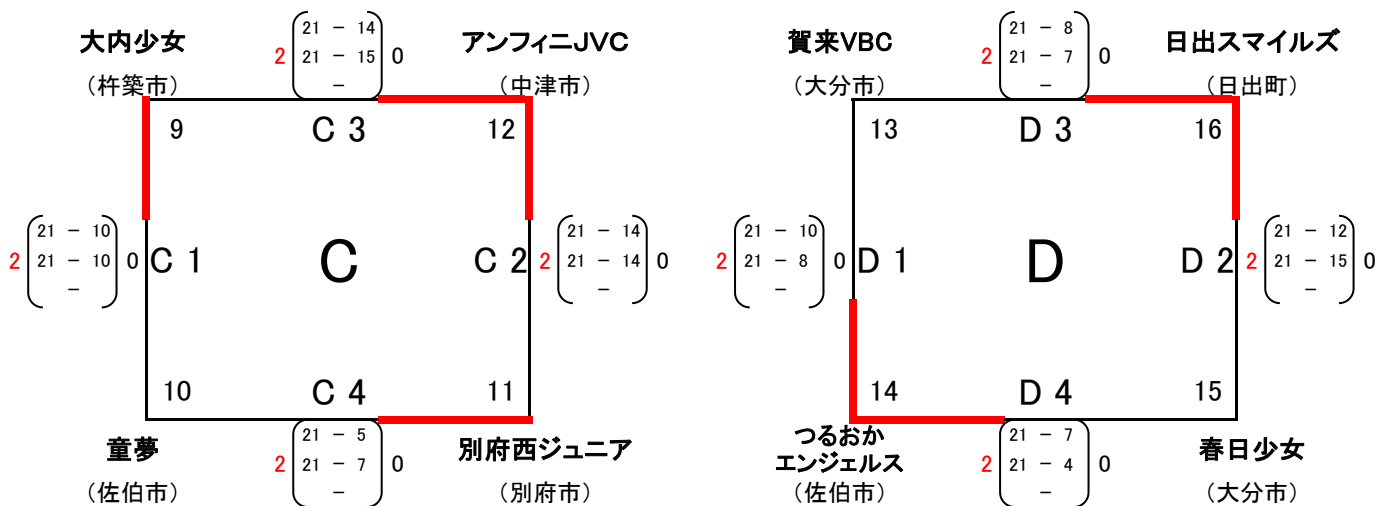 大内少女
(杵築市)
2 21 － 14 0
21 － 15
－
アンフィニJVC
(中津市)
9
C 3
12
2 21 － 10 0
21 － 10
－
C 1
C
C 2
2 21 － 14 0
21 － 14
－
10
C 4
11
童夢
(佐伯市)
2 21 － 5 0
21 － 7
－
別府西ジュニア
(別府市)
賀来VBC
(大分市)
2 21 － 8 0
21 － 7
－
日出スマイルズ
(日出町)
13
D 3
16
2 21 － 10 0
21 － 8
－
D 1
D
D 2
2 21 － 12 0
21 － 15
－
14
D 4
15
つるおか
エンジェルス
(佐伯市)
2 21 － 7 0
21 － 4
－
春日少女
(大分市)